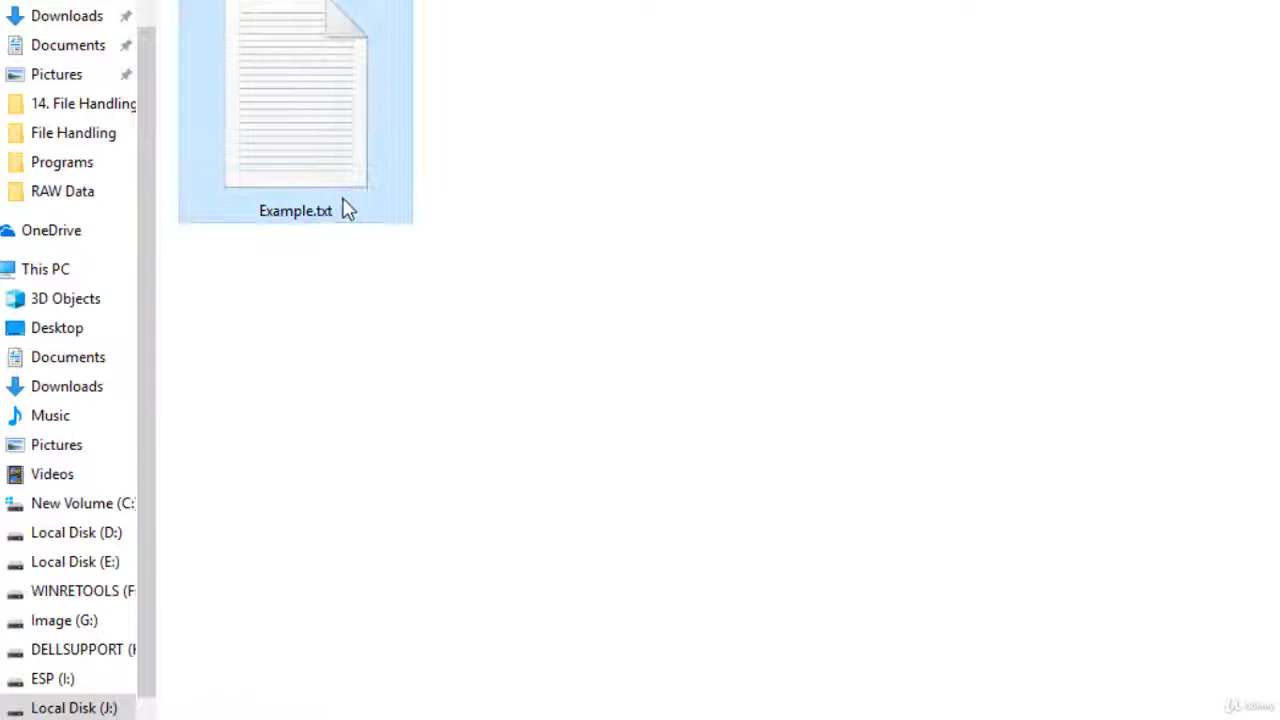 Downloads
Documents
Pictures
14. File Handling
File Handling
Programs
RAW Data
OneDrive
This PC
3D Objects
Desktop
Documents
Downloads
Music
Pictures
Videos
New Volume (C:
Local Disk (D:)
Local Disk (E:)
WINRETOOLS (F
Image (G:)
DELLSUPPORT (H
ESP (I:)
Local Disk (J:)
Example.txt
Udemy